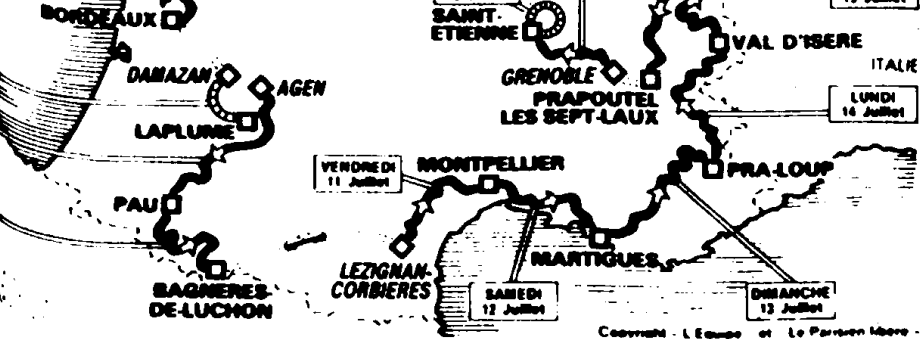 BORDEAUX
SAINT-
ETIENNE
VAL D'ISERE
ITALIE
DAMAZAN
AGEN
GRENOBLE
PRAPOUTEL
LES SEPT-LAUX
LUNDI
14 Juillet
LAPLUME
VENDREDI
11 Juillet
MONTPELLIER
PRA-LOUP
PAU
LEZIGNAN-
CORBIERES
MARTIGUES
BAGNERES-
DE-LUCHON
SAMEDI
12 Juillet
DIMANCHE
13 Juillet
Copyright - L'Equipe et Le Parisien libere -